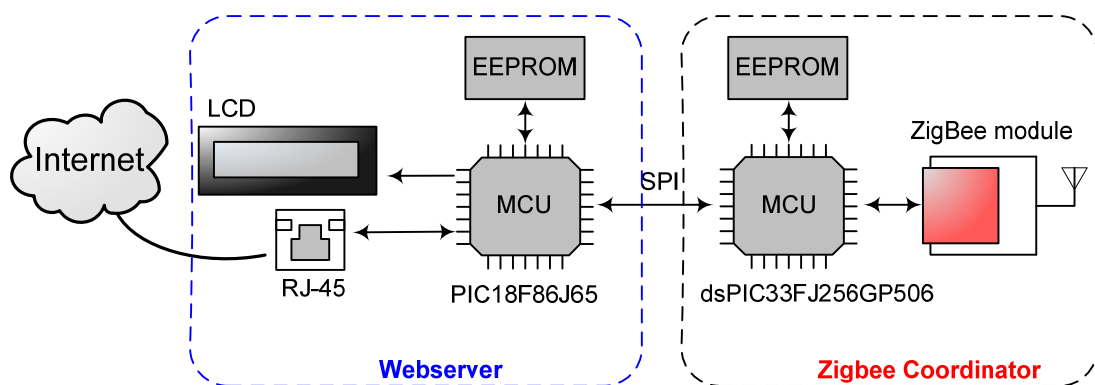 EEPROM
EEPROM
LCD
ZigBee module
Internet
MCU
SPI
MCU
RJ-45
PIC18F86J65
dsPIC33FJ256GP506
Webserver
Zigbee Coordinator